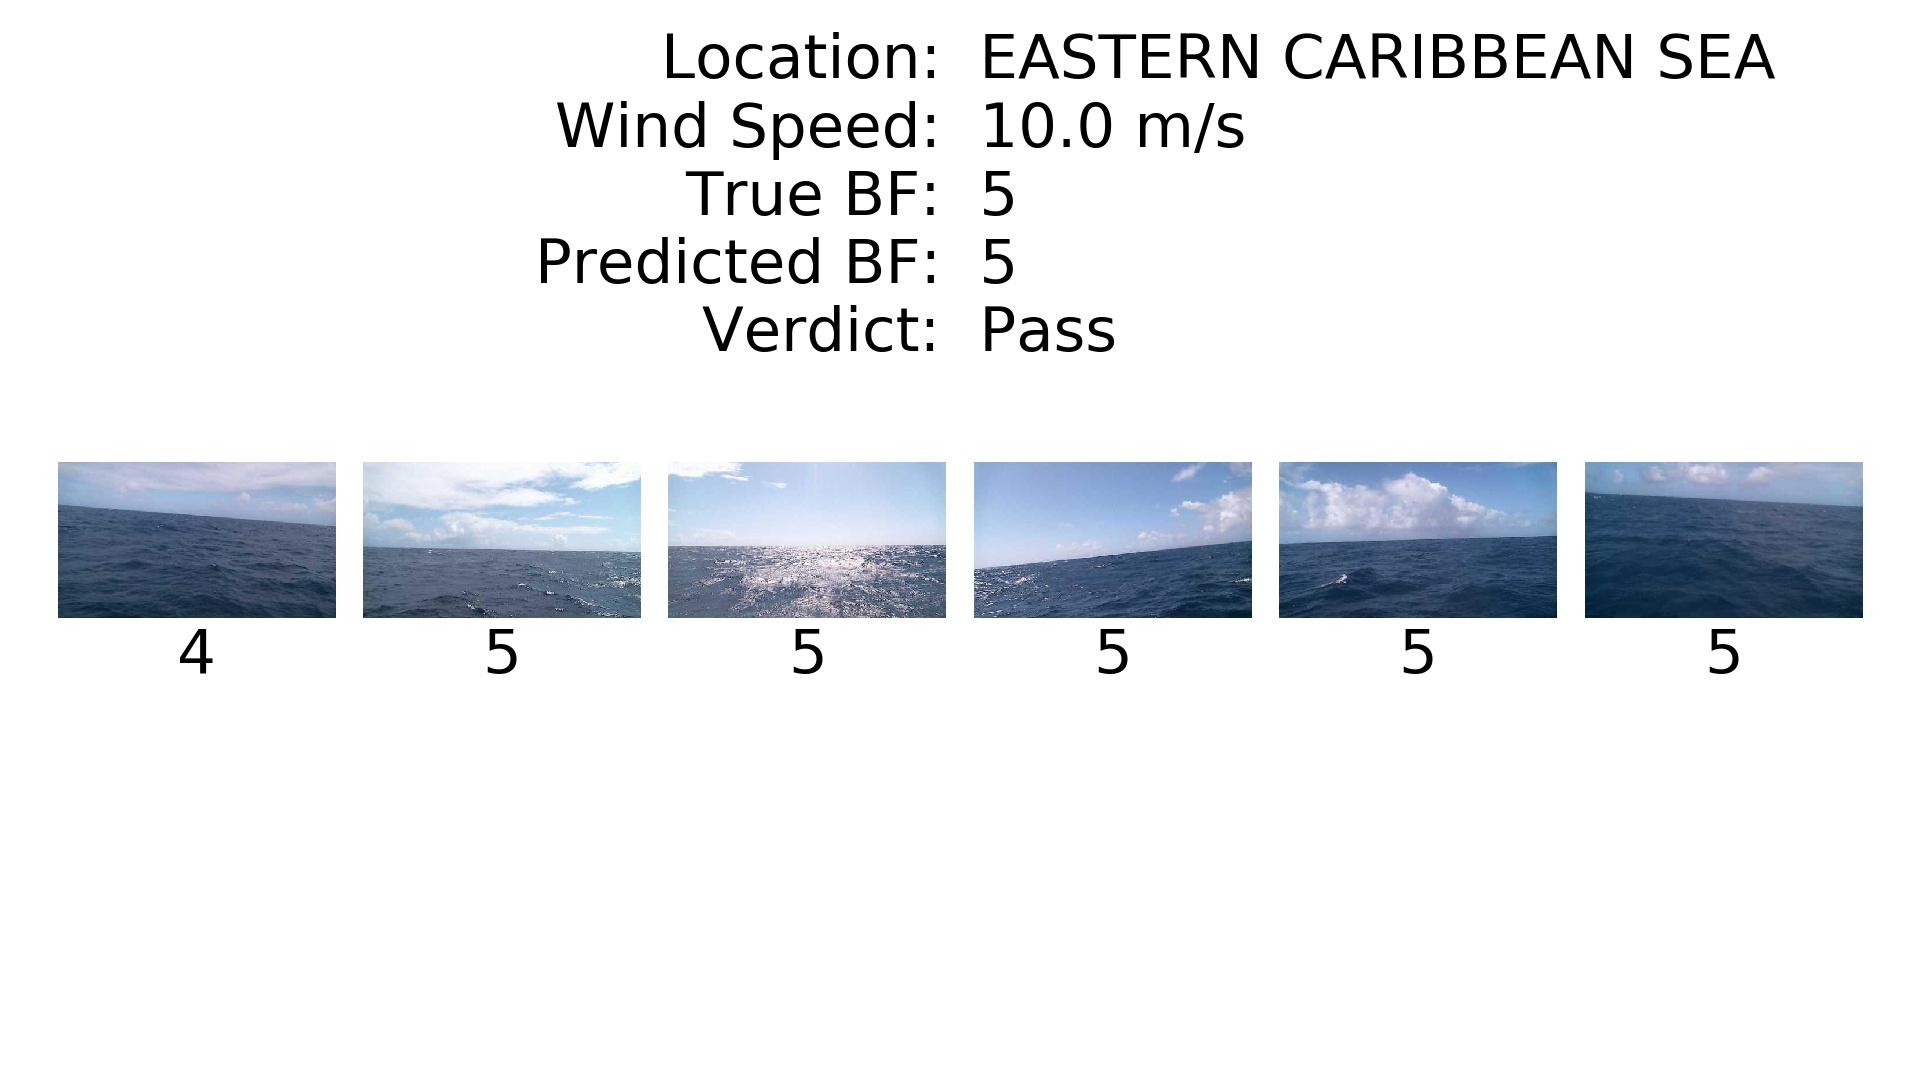 Location: EASTERN CARIBBEAN SEA
Wind Speed: 10.0 m/s
True BF: 5
Predicted BF: 5
Verdict: Pass
4 5 5 5 5 5